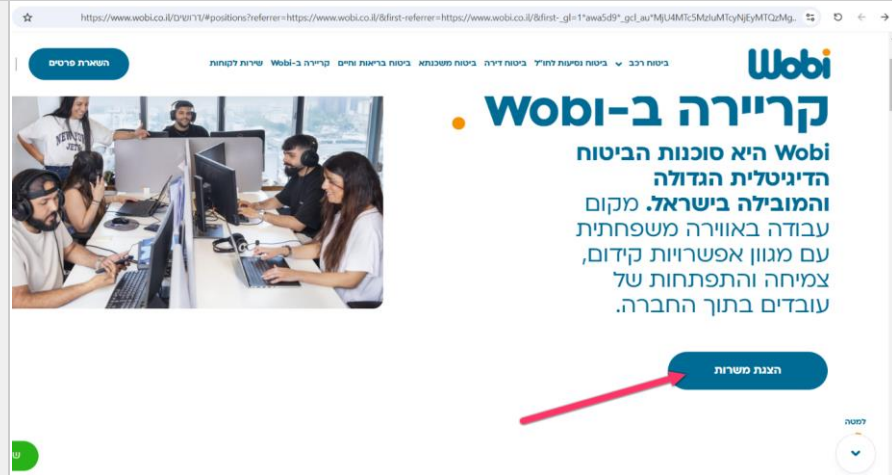 https://www.wobi.co.il/דרושים/#positions?referrer=https://www.wobi.co.il/&first-referrer=https://www.wobi.co.il/&first-_gl=1*awa5d9*_gcl_au*MjU4MTc5MzIuMTcyNjEyMTQzMg..
Wobi
ביטוח רכב ביטוח נסיעות לחו"ל ביטוח דירה ביטוח משכנתא ביטוח בריאות וחיים קריירה ב-Wobi שירות לקוחות
השארת פרטים
קריירה ב-Wobi.
Wobi היא סוכנות הביטוח
הדיגיטלית הגדולה
והמובילה בישראל. מקום
עבודה באווירה משפחתית
עם מגוון אפשרויות קידום,
צמיחה והתפתחות של
עובדים בתוך החברה.
הצגת משרות
למטה